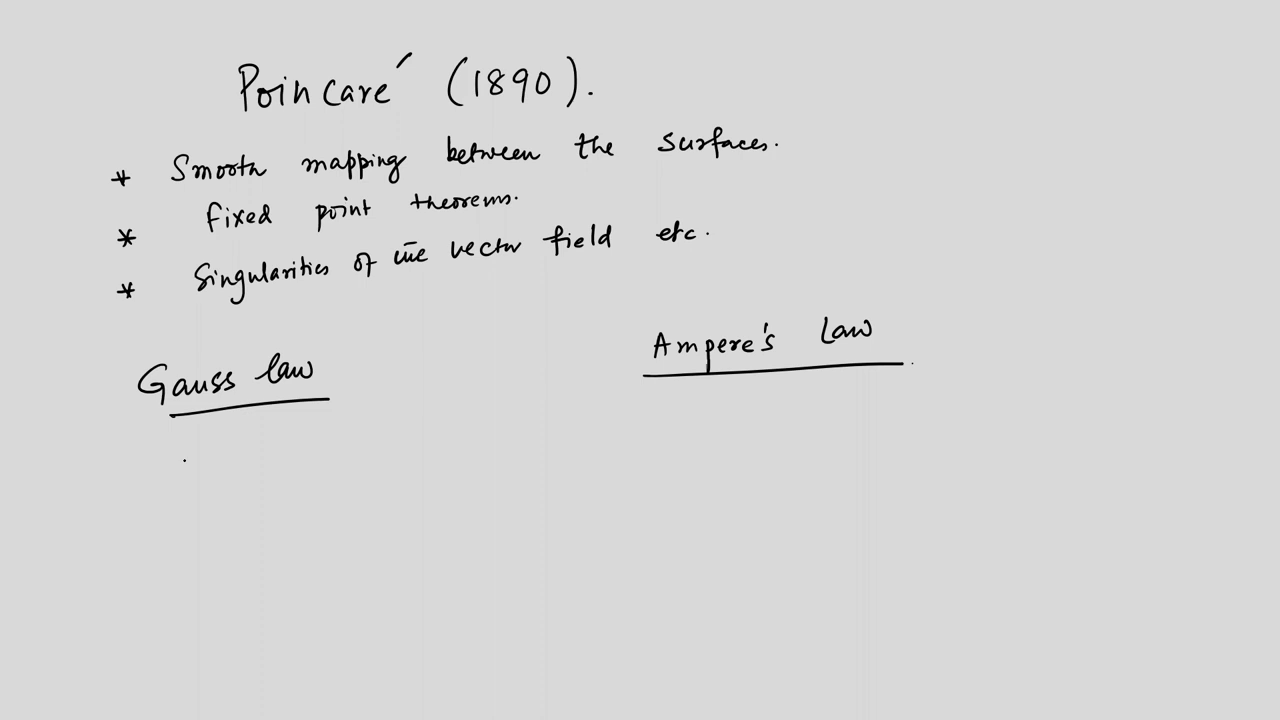 Poincaré (1890).
* Smooth mapping between the surfaces.
* fixed point theorems.
* Singularities of the vector field etc.
Gauss law
Ampere's Law